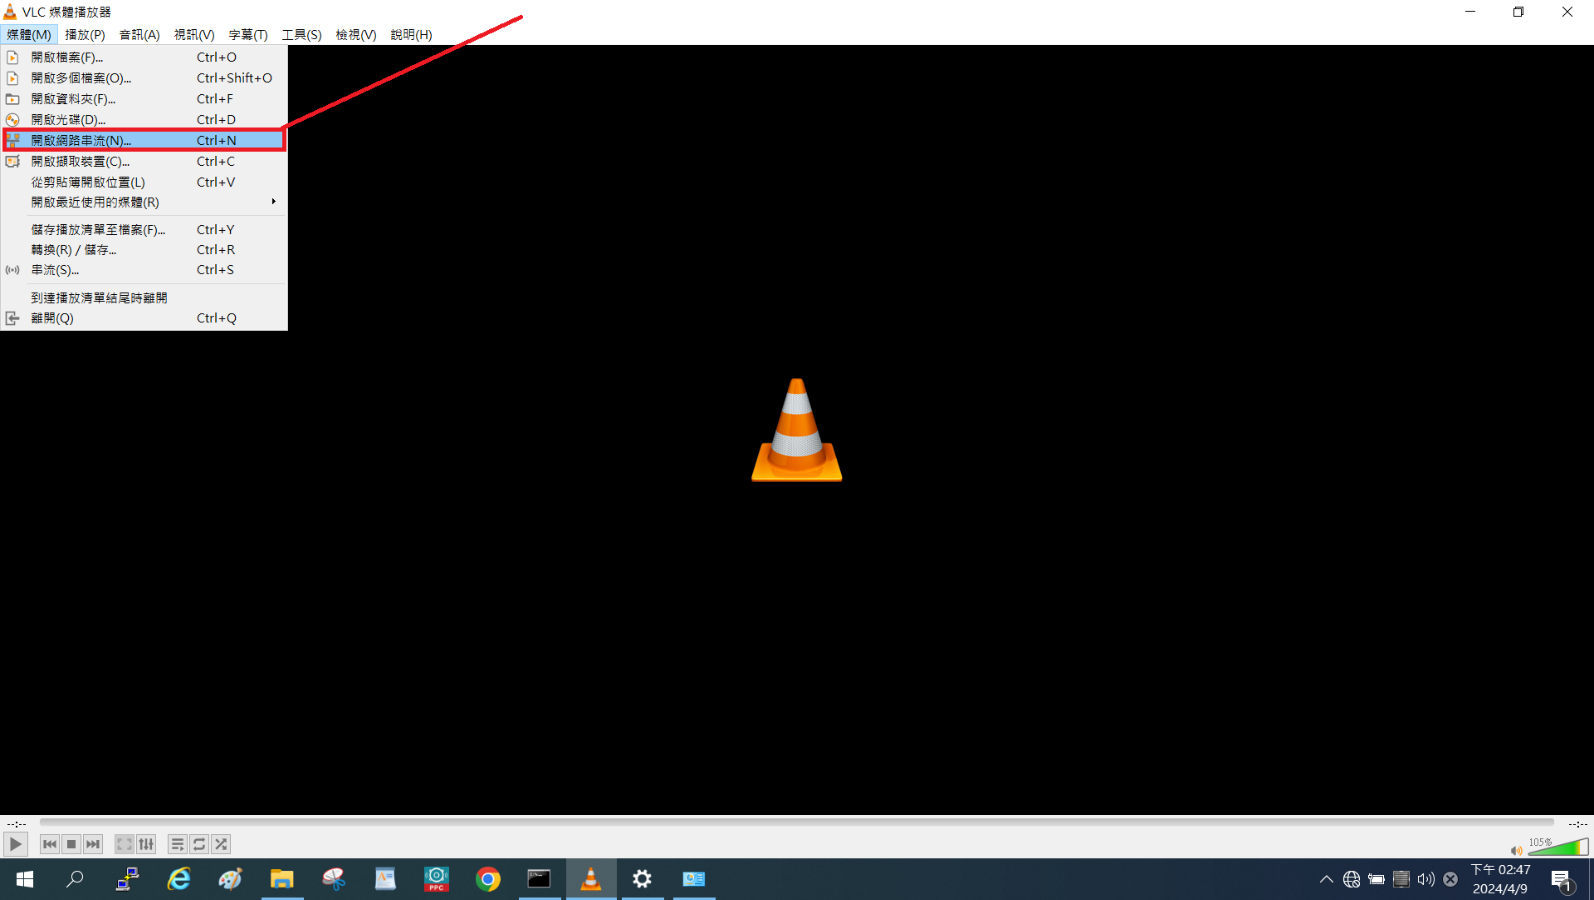 VLC 媒體播放器
媒體(M) 播放(P) 音訊(A) 視訊(V) 字幕(T) 工具(S) 檢視(V) 說明(H)
開啟檔案(F)... Ctrl+O
開啟多個檔案(O)... Ctrl+Shift+O
開啟資料夾(F)... Ctrl+F
開啟光碟(D)... Ctrl+D
開啟網路串流(N)... Ctrl+N
開啟擷取裝置(C)... Ctrl+C
從剪貼簿開啟位置(L) Ctrl+V
開啟最近使用的媒體(R)
儲存播放清單至檔案(F)... Ctrl+Y
轉換(R) / 儲存... Ctrl+R
串流(S)... Ctrl+S
到達播放清單結尾時離開
離開(Q) Ctrl+Q
--:-- --:--
105%
PPC
下午 02:47
2024/4/9
1